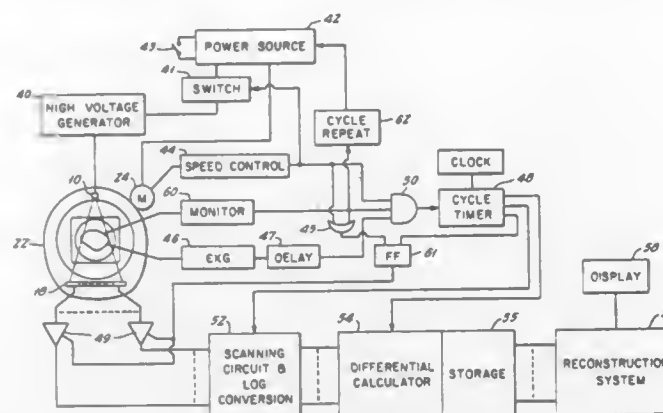 42
43
POWER SOURCE
41
SWITCH
40
HIGH VOLTAGE
GENERATOR
62
CYCLE
REPEAT
CLOCK
44
SPEED CONTROL
24
M
10
60
MONITOR
50
48
CYCLE
TIMER
45
46
EKG
47
DELAY
FF
61
22
18
49
58
DISPLAY
52
SCANNING
CIRCUIT &
LOG
CONVERSION
54
DIFFERENTIAL
CALCULATOR
55
STORAGE
RECONSTRUCTION
SYSTEM